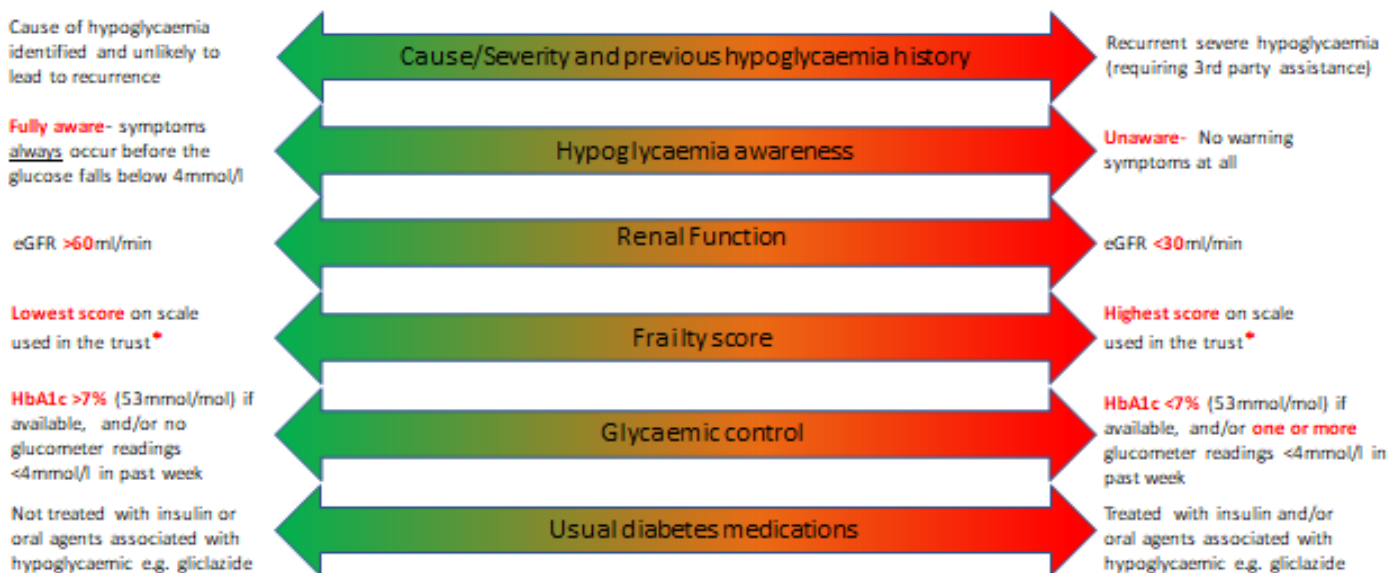 Cause of hypoglycaemia
identified and unlikely to
lead to recurrence
Cause/Severity and previous hypoglycaemia history
Recurrent severe hypoglycaemia
(requiring 3rd party assistance)
Fully aware- symptoms
always occur before the
glucose falls below 4mmol/l
Hypoglycaemia awareness
Unaware- No warning
symptoms at all
eGFR >60ml/min
Renal Function
eGFR <30ml/min
Lowest score on scale
used in the trust*
Frailty score
Highest score on scale
used in the trust*
HbA1c >7% (53mmol/mol) if
available, and/or no
glucometer readings
<4mmol/l in past week
Glycaemic control
HbA1c <7% (53mmol/mol) if
available, and/or one or more
glucometer readings <4mmol/l in
past week
Not treated with insulin or
oral agents associated with
hypoglycaemic e.g. gliclazide
Usual diabetes medications
Treated with insulin and/or
oral agents associated with
hypoglycaemic e.g. gliclazide